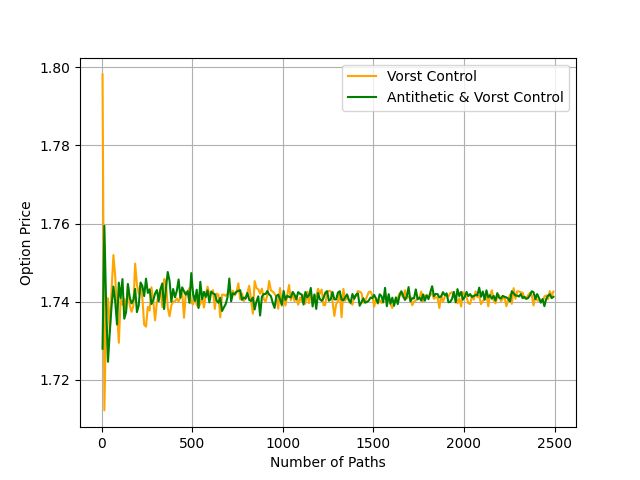 1.80
1.78
1.76
1.74
1.72
Option Price
0
500
1000
1500
2000
2500
Number of Paths
Vorst Control
Antithetic & Vorst Control